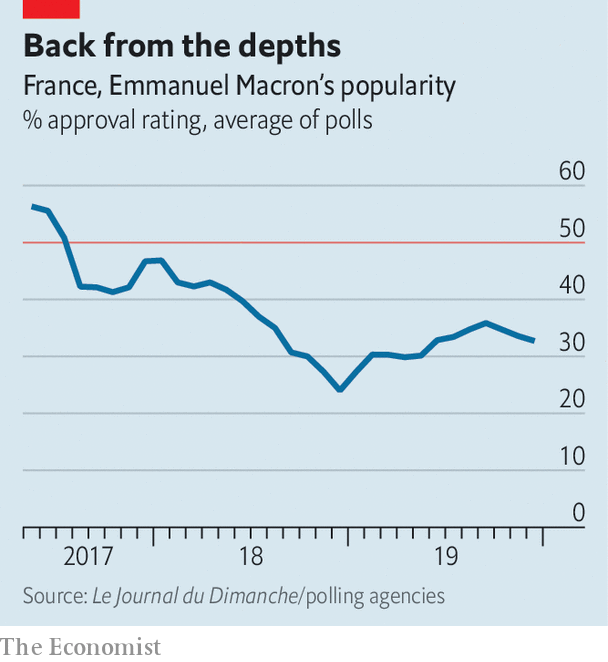 Back from the depths
France, Emmanuel Macron’s popularity
% approval rating, average of polls
60
50
40
30
20
10
0
2017 18 19
Source: Le Journal du Dimanche/polling agencies
The Economist